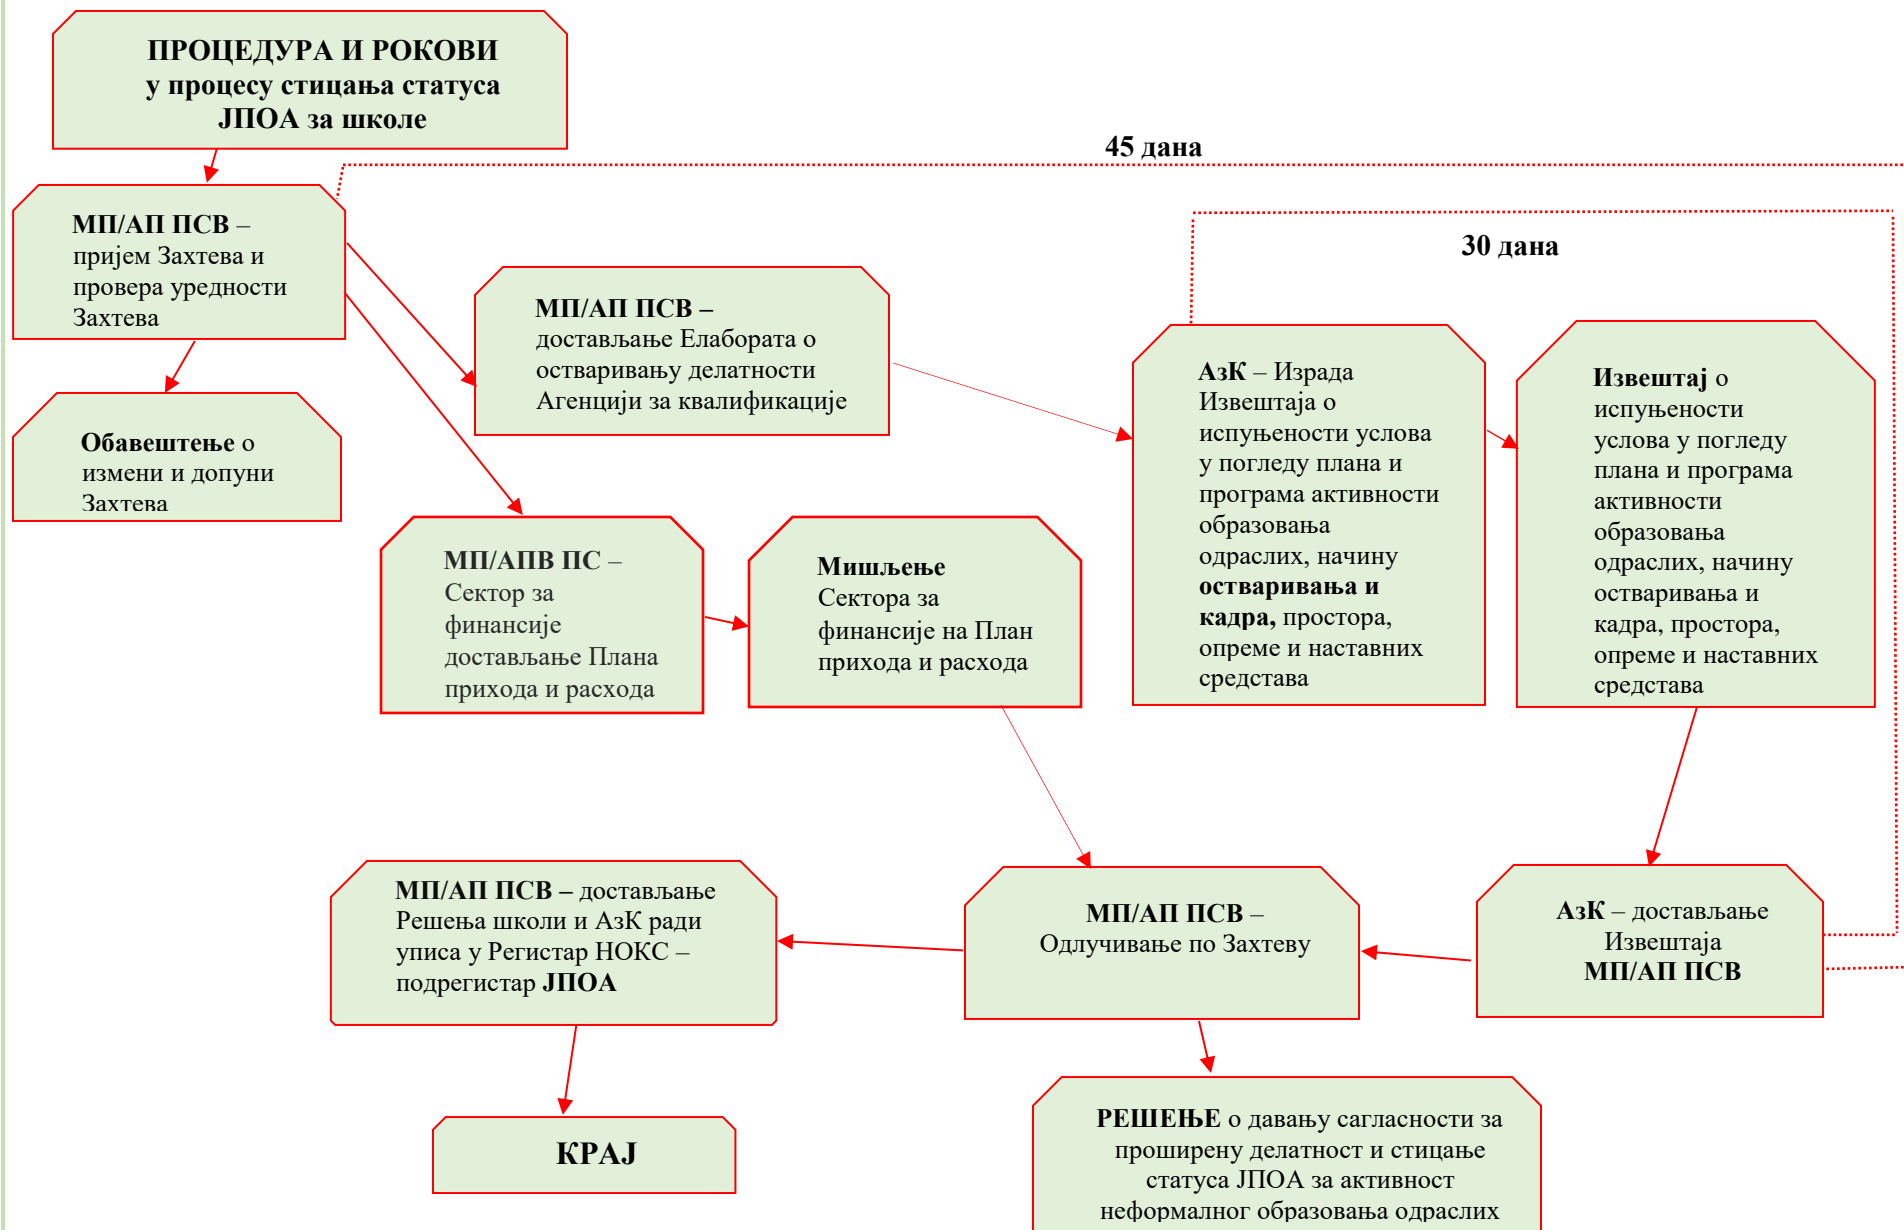 ПРОЦЕДУРА И РОКОВИ
у процесу стицања статуса
ЈПОА за школе
45 дана
МП/АП ПСВ –
пријем Захтева и
провера уредности
Захтева
30 дана
МП/АП ПСВ –
достављање Елабората о
остваривању делатности
Агенцији за квалификације
АзК – Израда
Извештаја о
испуњености услова
у погледу плана и
програма активности
образовања
одраслих, начину
остваривања и
кадра, простора,
опреме и наставних
средстава
Извештај о
испуњености
услова у погледу
плана и програма
активности
образовања
одраслих, начину
остваривања и
кадра, простора,
опреме и наставних
средстава
Обавештење о
измени и допуни
Захтева
МП/АПВ ПС –
Сектор за
финансије
достављање Плана
прихода и расхода
Мишљење
Сектора за
финансије на План
прихода и расхода
МП/АП ПСВ – достављање
Решења школи и АзК ради
уписа у Регистар НОКС –
подрегистар ЈПОА
МП/АП ПСВ –
Одлучивање по Захтеву
АзК – достављање
Извештаја
МП/АП ПСВ
КРАЈ
РЕШЕЊЕ о давању сагласности за
проширену делатност и стицање
статуса ЈПОА за активност
неформалног образовања одраслих